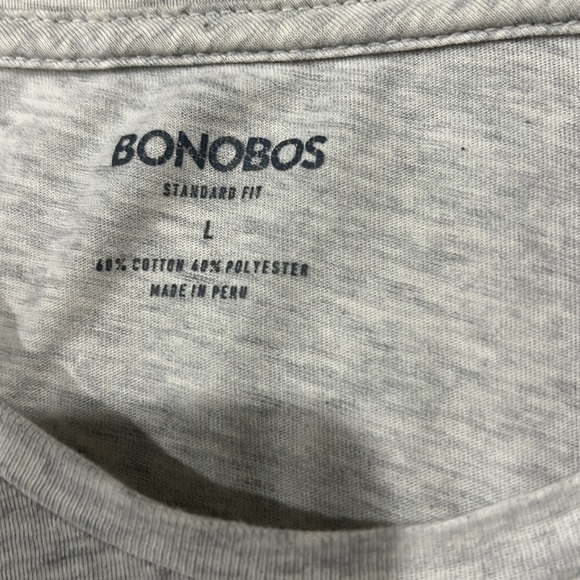 BONOBOS
STANDARD FIT
L
60% COTTON 40% POLYESTER
MADE IN PERU